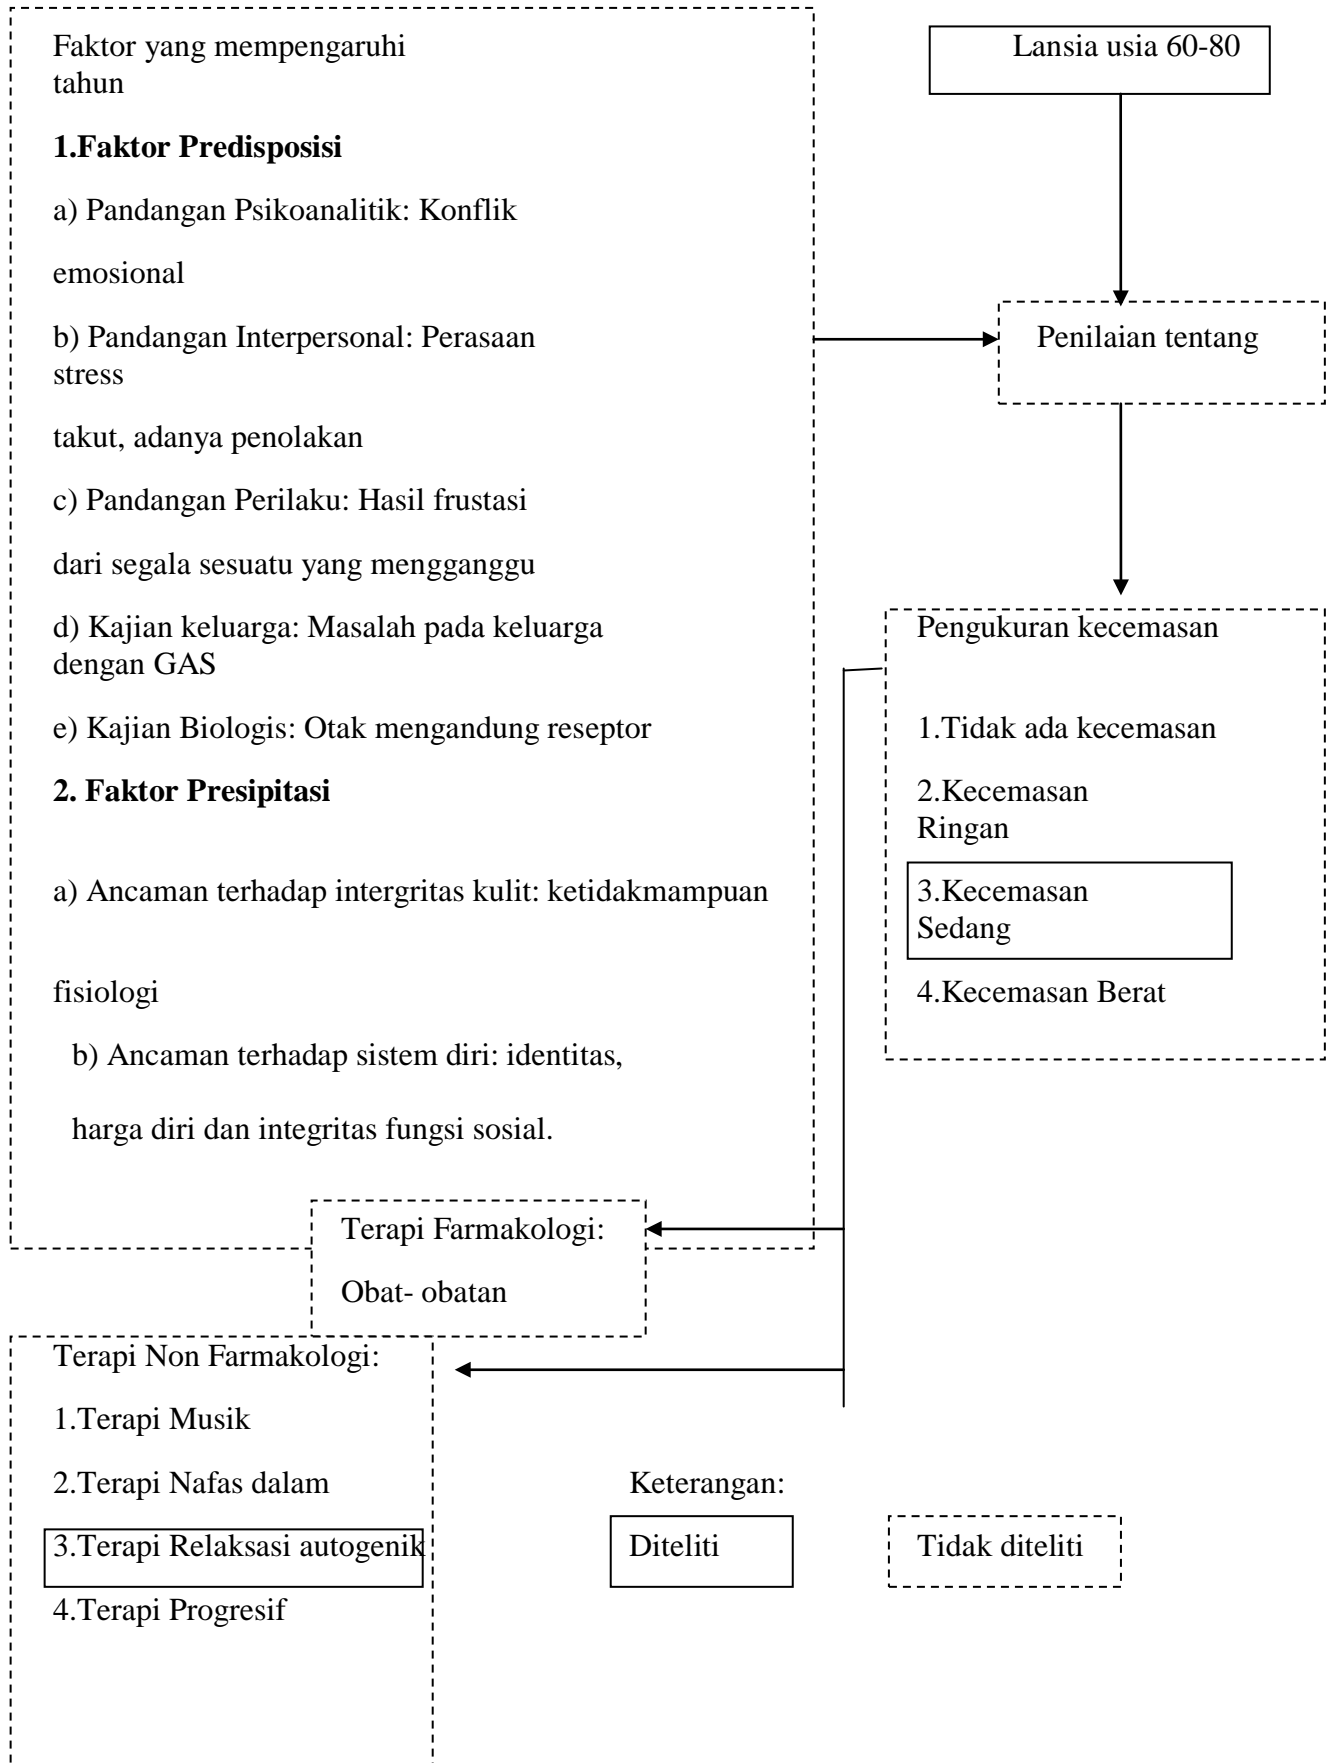 Faktor yang mempengaruhi
tahun
1.Faktor Predisposisi
a) Pandangan Psikoanalitik: Konflik
emosional
b) Pandangan Interpersonal: Perasaan
stress
takut, adanya penolakan
c) Pandangan Perilaku: Hasil frustasi
dari segala sesuatu yang mengganggu
d) Kajian keluarga: Masalah pada keluarga
dengan GAS
e) Kajian Biologis: Otak mengandung reseptor
2. Faktor Presipitasi
a) Ancaman terhadap intergritas kulit: ketidakmampuan
fisiologi
b) Ancaman terhadap sistem diri: identitas,
harga diri dan integritas fungsi sosial.
Lansia usia 60-80
Penilaian tentang
Pengukuran kecemasan
1.Tidak ada kecemasan
2.Kecemasan
Ringan
3.Kecemasan
Sedang
4.Kecemasan Berat
Terapi Farmakologi:
Obat- obatan
Terapi Non Farmakologi:
1.Terapi Musik
2.Terapi Nafas dalam
3.Terapi Relaksasi autogenik
4.Terapi Progresif
Keterangan:
Diteliti
Tidak diteliti